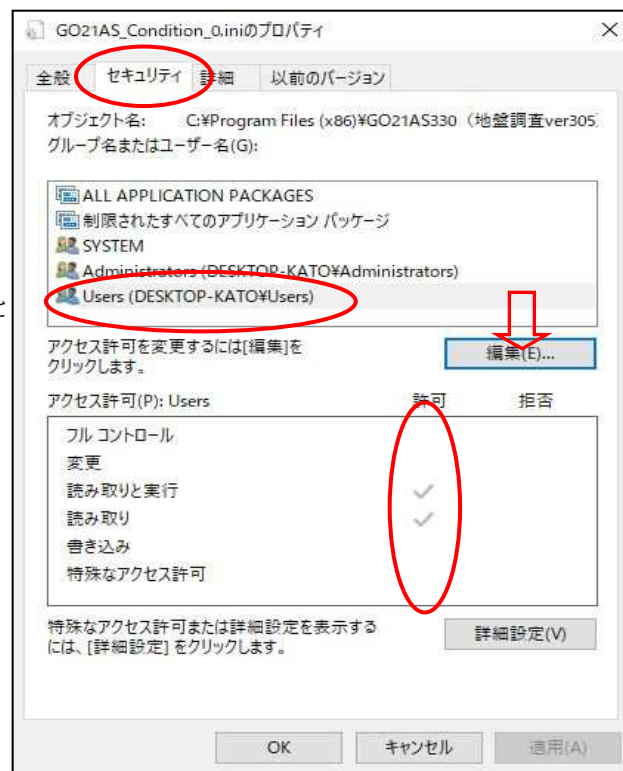 GO21AS_Condition_0.iniのプロパティ
全般 セキュリティ 詳細 以前のバージョン
オブジェクト名: C:¥Program Files (x86)¥GO21AS330（地盤調査ver305
グループ名またはユーザー名(G):
ALL APPLICATION PACKAGES
制限されたすべてのアプリケーション パッケージ
SYSTEM
Administrators (DESKTOP-KATO¥Administrators)
Users (DESKTOP-KATO¥Users)
アクセス許可を変更するには[編集]を
クリックします。
編集(E)...
アクセス許可(P): Users 許可 拒否
フル コントロール
変更
読み取りと実行
読み取り
書き込み
特殊なアクセス許可
特殊なアクセス許可または詳細設定を表示する
には、[詳細設定] をクリックします。
詳細設定(V)
OK キャンセル 適用(A)